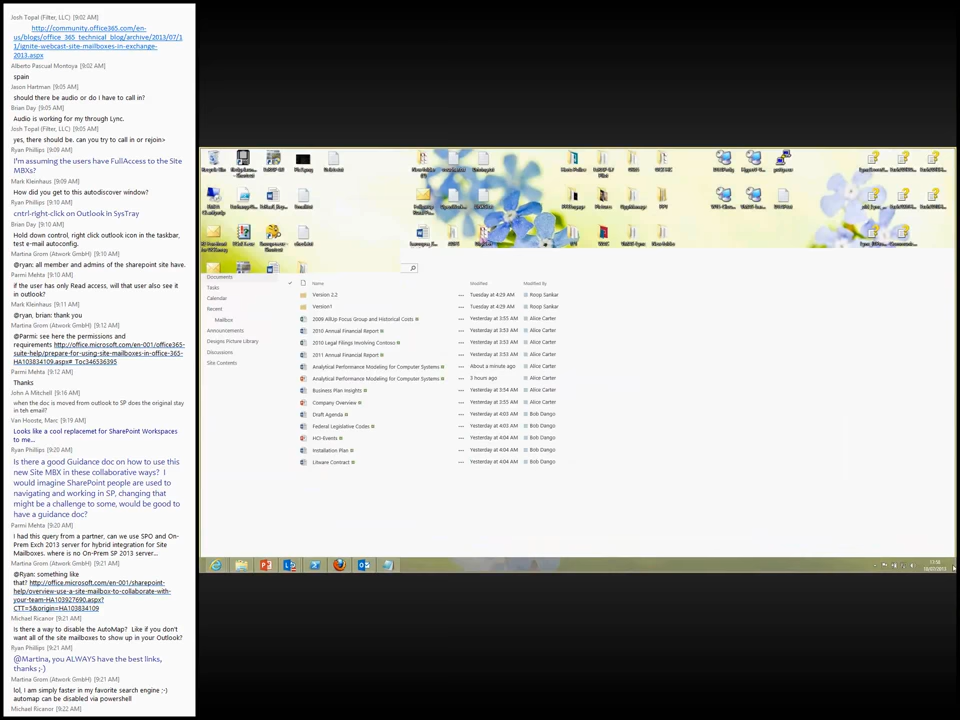 Josh Topal (Filter, LLC) [9:02 AM]
http://community.office365.com/en-
us/blogs/office_365_technical_blog/archive/2013/07/1
1/ignite-webcast-site-mailboxes-in-exchange-
2013.aspx
Alberto Pascual Montoya [9:02 AM]
spain
Jason Hartman [9:05 AM]
should there be audio or do I have to call in?
Brian Day [9:05 AM]
Audio is working for my through Lync.
Josh Topal (Filter, LLC) [9:05 AM]
yes, there should be. can you try to call in or rejoin>
Ryan Phillips [9:09 AM]
I'm assuming the users have FullAccess to the Site
MBXs?
Mark Kleinhaus [9:09 AM]
How did you get to this autodiscover window?
Ryan Phillips [9:10 AM]
cntrl-right-click on Outlook in SysTray
Brian Day [9:10 AM]
Hold down control, right click outlook icon in the taskbar,
test e-mail autoconfig.
Martina Grom (Atwork GmbH) [9:10 AM]
@ryan: all member and admins of the sharepoint site have.
Parmi Mehta [9:10 AM]
if the user has only Read access, will that user also see it
in outlook?
Mark Kleinhaus [9:11 AM]
@ryan, brian: thank you
Martina Grom (Atwork GmbH) [9:12 AM]
@Parmi: see here the permissions and
requirements http://office.microsoft.com/en-001/office365-
suite-help/prepare-for-using-site-mailboxes-in-office-365-
HA103834109.aspx#_Toc346536395
Parmi Mehta [9:12 AM]
Thanks
John A Mitchell [9:16 AM]
when the doc is moved from outlook to SP does the original stay
in teh email?
Van Hooste, Marc [9:19 AM]
Looks like a cool replacemet for SharePoint Workspaces
to me...
Ryan Phillips [9:20 AM]
Is there a good Guidance doc on how to use this
new Site MBX in these collaborative ways? I
would imagine SharePoint people are used to
navigating and working in SP, changing that
might be a challenge to some, would be good to
have a guidance doc?
Parmi Mehta [9:20 AM]
I had this query from a partner, can we use SPO and On-
Prem Exch 2013 server for hybrid integration for Site
Mailboxes. where is no On-Prem SP 2013 server...
Martina Grom (Atwork GmbH) [9:21 AM]
@Ryan: something like
that? http://office.microsoft.com/en-001/sharepoint-
help/overview-use-a-site-mailbox-to-collaborate-with-
your-team-HA103927690.aspx?
CTT=5&origin=HA103834109
Michael Ricanor [9:21 AM]
Is there a way to disable the AutoMap? Like if you don't
want all of the site mailboxes to show up in your Outlook?
Ryan Phillips [9:21 AM]
@Martina, you ALWAYS have the best links,
thanks ;-)
Martina Grom (Atwork GmbH) [9:21 AM]
lol, I am simply faster in my favorite search engine ;-)
automap can be disabled via powershell
Michael Ricanor [9:22 AM]
Documents
Tasks
Calendar
Recent
Mailbox
Announcements
Designs Picture Library
Discussions
Site Contents
Name Modified Modified By
Version 2.2 ... Tuesday at 4:29 AM Roop Sankar
Version1 ... Tuesday at 4:29 AM Roop Sankar
2009 AllUp Focus Group and Historical Costs ... Yesterday at 3:55 AM Alice Carter
2010 Annual Financial Report ... Yesterday at 3:53 AM Alice Carter
2010 Legal Filings Involving Contoso ... Yesterday at 3:53 AM Alice Carter
2011 Annual Financial Report ... Yesterday at 3:53 AM Alice Carter
Analytical Performance Modeling for Computer Systems ... About a minute ago Alice Carter
Analytical Performance Modeling for Computer Systems ... 3 hours ago Alice Carter
Business Plan Insights ... Yesterday at 3:54 AM Alice Carter
Company Overview ... Yesterday at 3:55 AM Alice Carter
Draft Agenda ... Yesterday at 4:03 AM Bob Dango
Federal Legislative Codes ... Yesterday at 4:03 AM Bob Dango
HCI-Events ... Yesterday at 4:04 AM Bob Dango
Installation Plan ... Yesterday at 4:04 AM Bob Dango
Litware Contract ... Yesterday at 4:04 AM Bob Dango